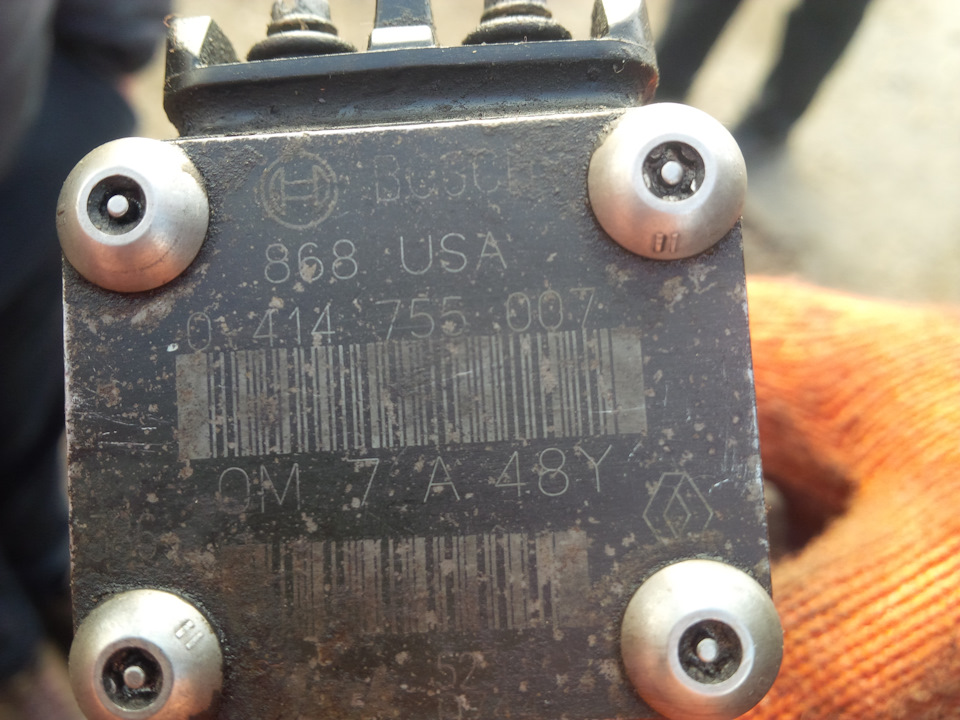 BOSCH
868 USA
0 414 755 007
0M 7 A 48Y
52